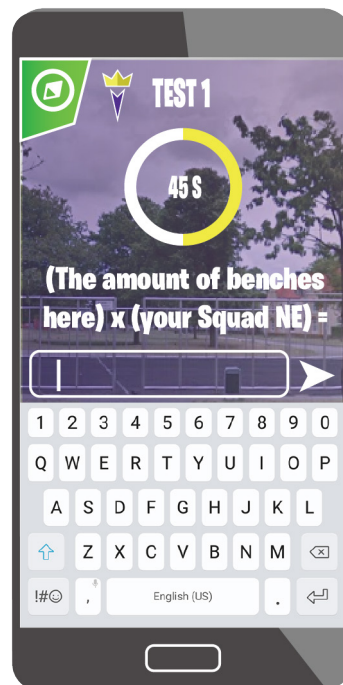 TEST 1
45 S
(The amount of benches
here) x (your Squad NE) =
1 2 3 4 5 6 7 8 9 0
Q W E R T Y U I O P
A S D F G H J K L
Z X C V B N M
!#☺ , English (US) .